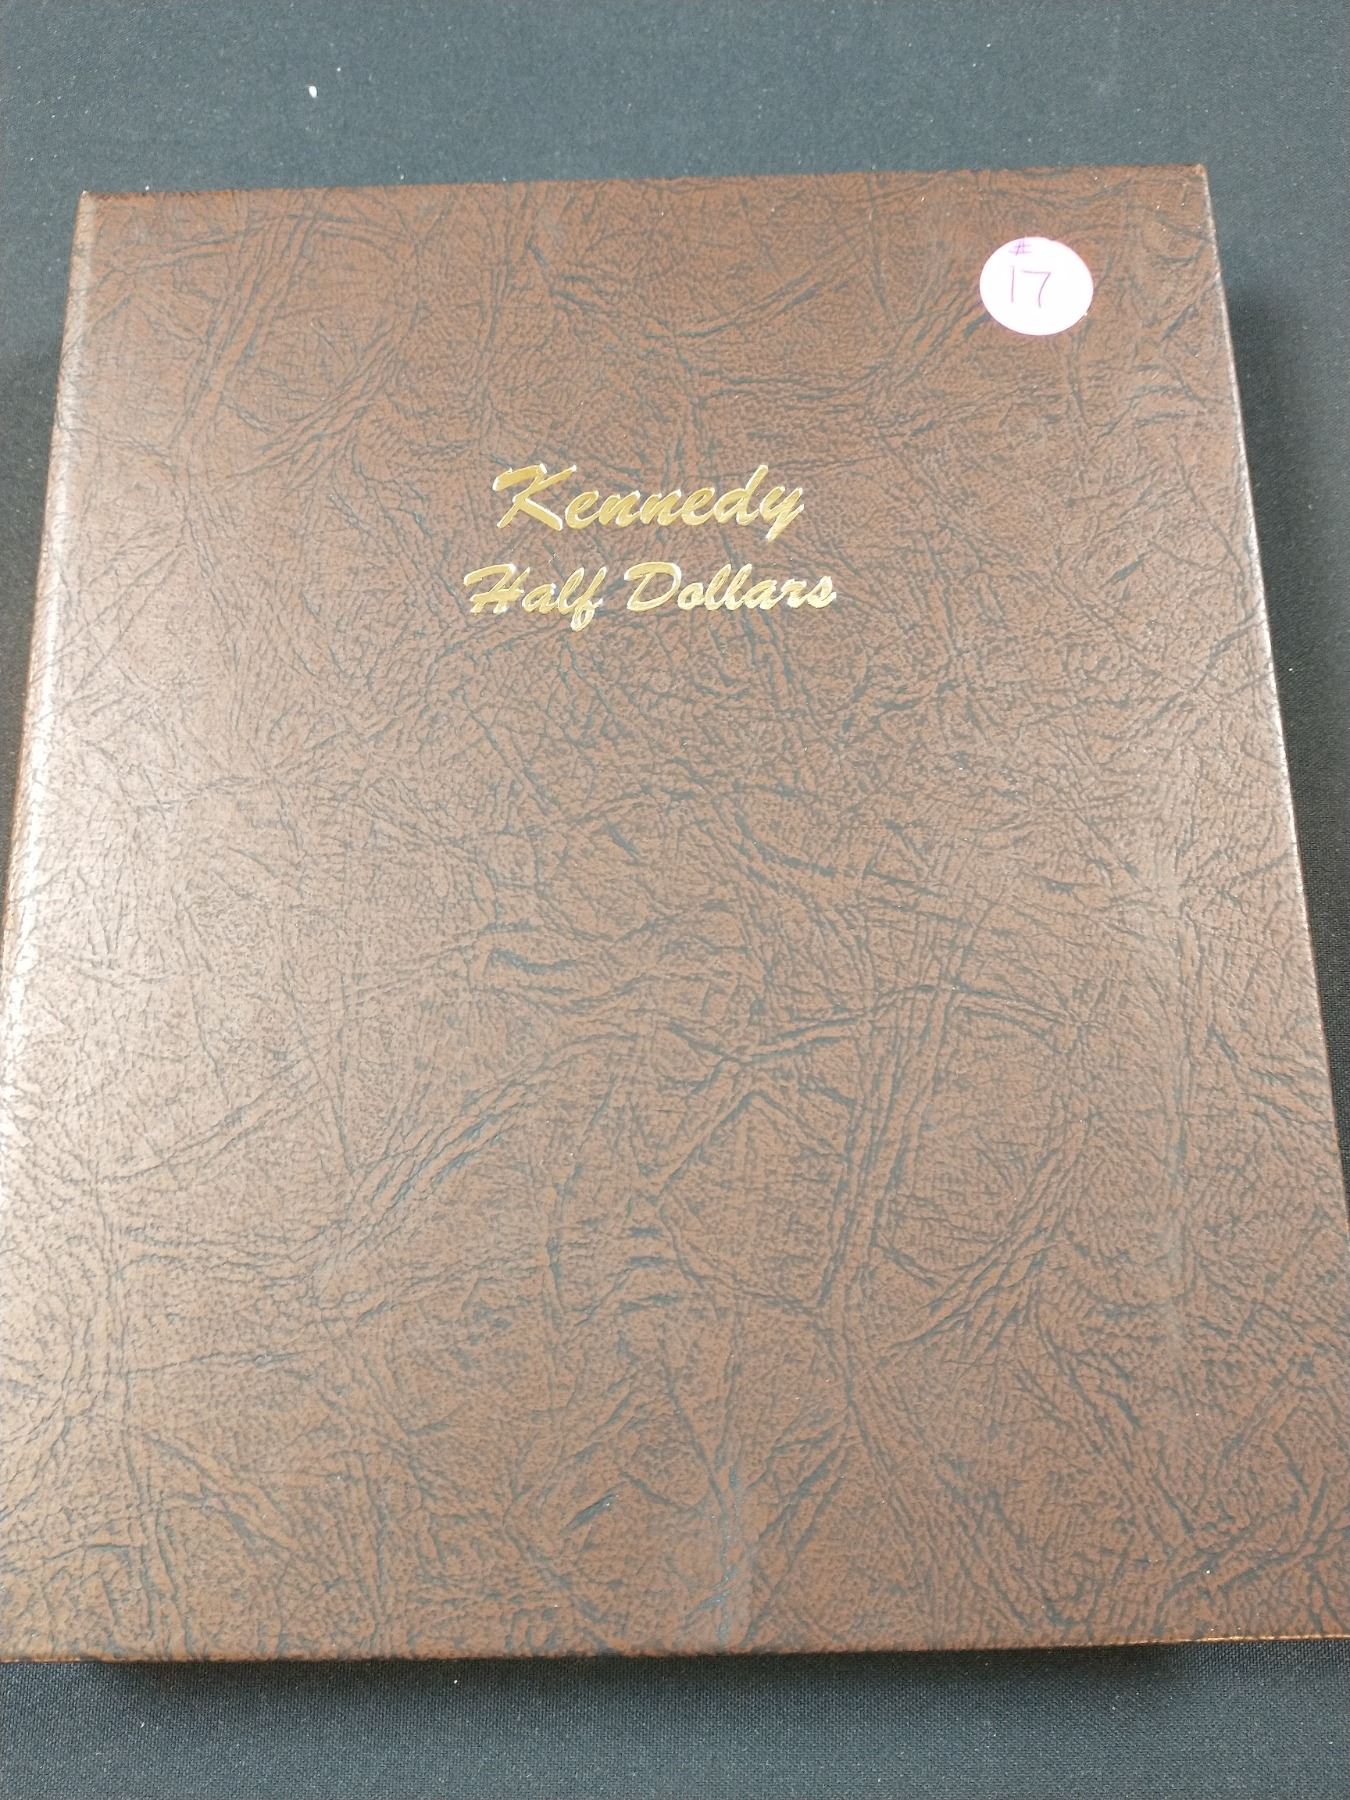 #
17
Kennedy
Half Dollars